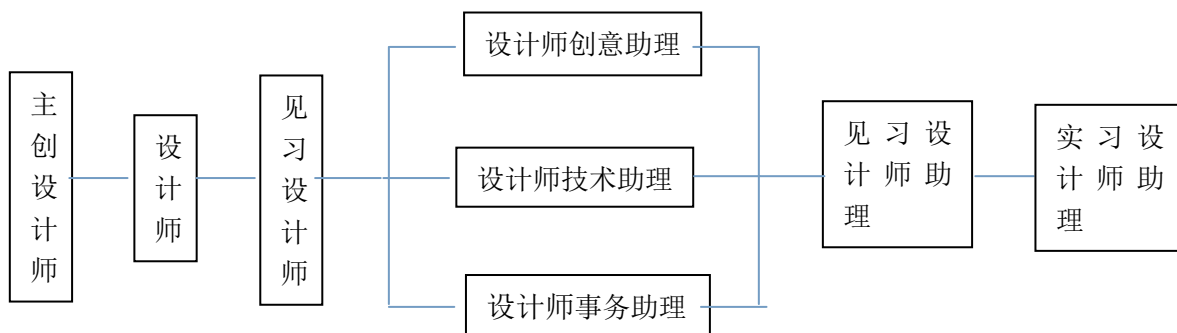 主创设计师
设计师
见习设计师
设计师创意助理
设计师技术助理
设计师事务助理
见习设
计师助
理
实习设
计师助
理